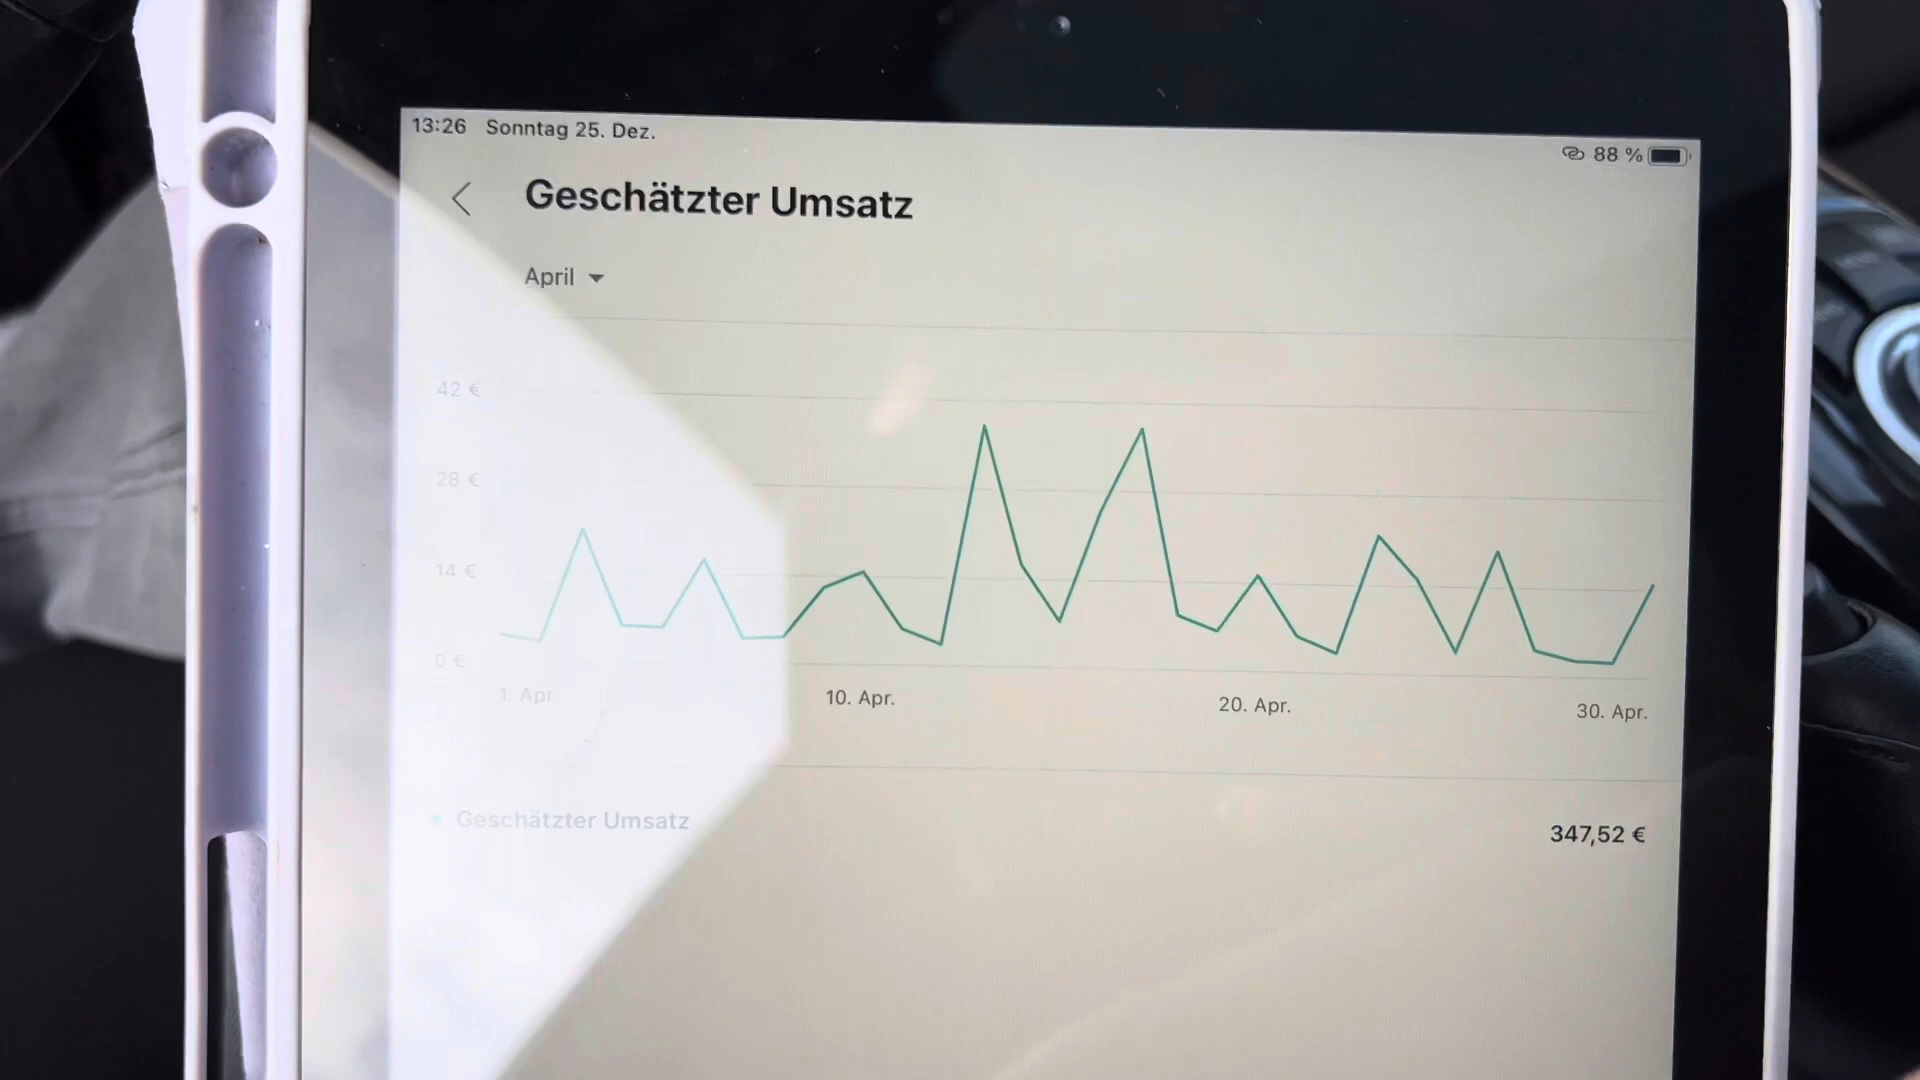 13:26 Sonntag 25. Dez.
88 %
Geschätzter Umsatz
April
42 €
28 €
14 €
0 €
1. Apr.
10. Apr.
20. Apr.
30. Apr.
Geschätzter Umsatz
347,52 €